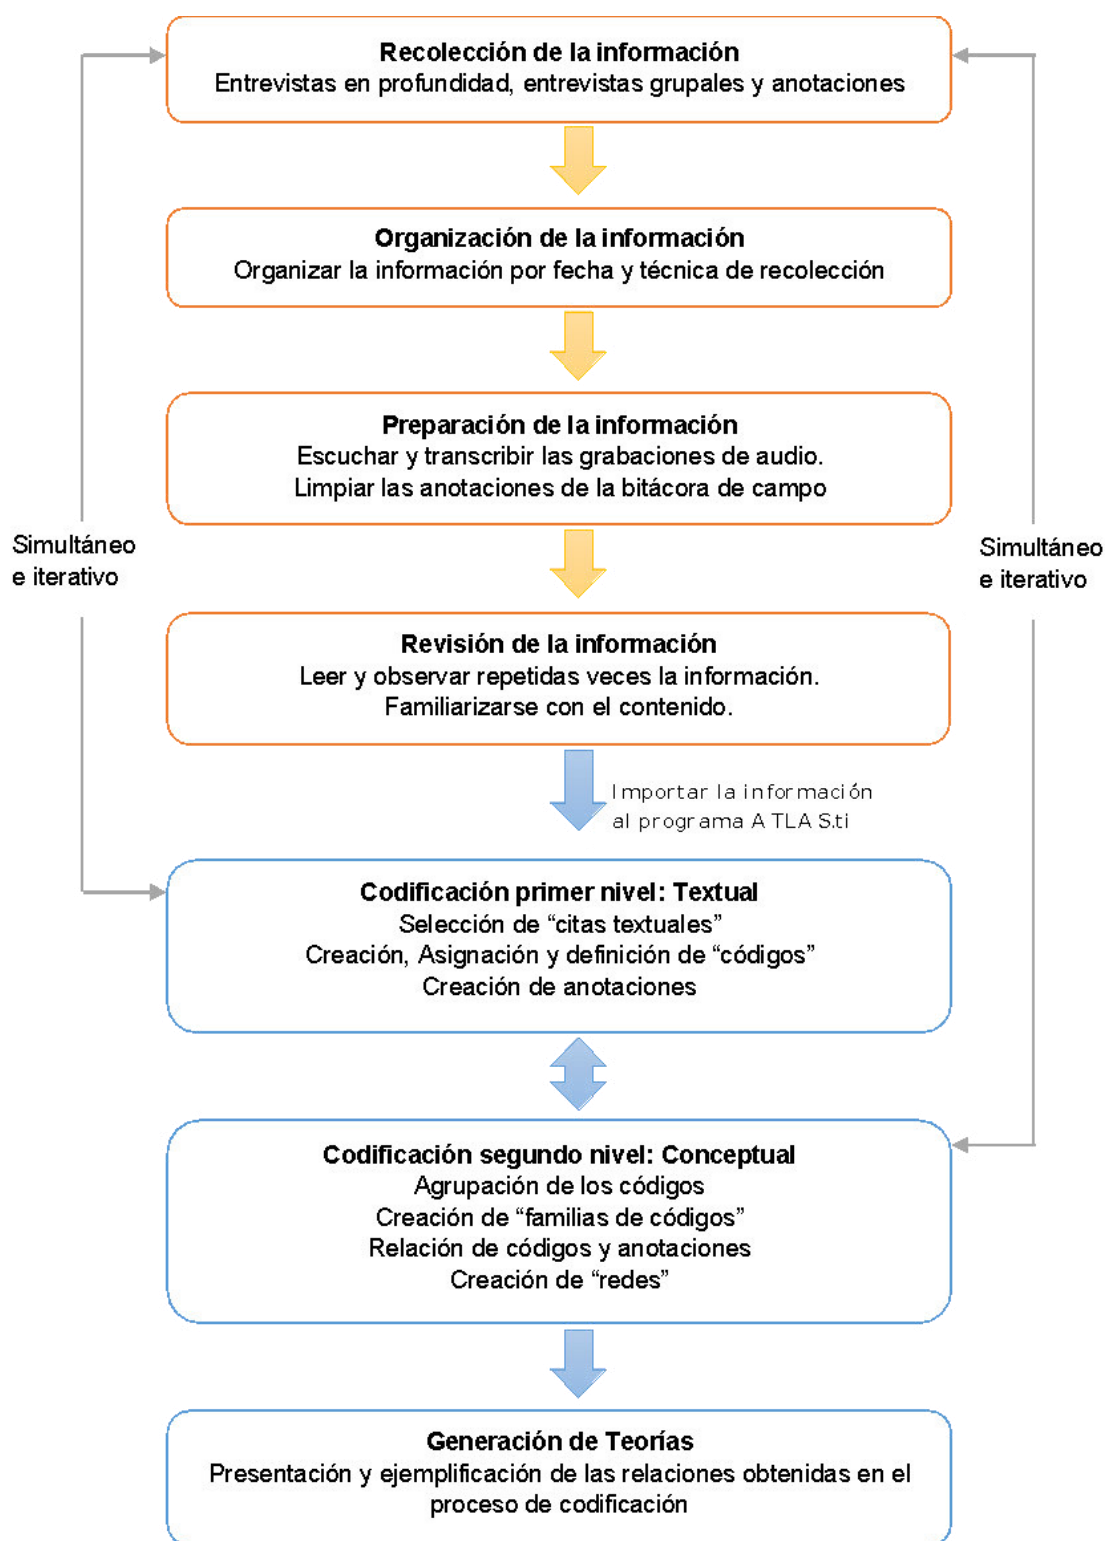 Recolección de la información
Entrevistas en profundidad, entrevistas grupales y anotaciones
Organización de la información
Organizar la información por fecha y técnica de recolección
Preparación de la información
Escuchar y transcribir las grabaciones de audio.
Limpiar las anotaciones de la bitácora de campo
Simultáneo
e iterativo
Simultáneo
e iterativo
Revisión de la información
Leer y observar repetidas veces la información.
Familiarizarse con el contenido.
Importar la información
al programa ATLAS.ti
Codificación primer nivel: Textual
Selección de “citas textuales”
Creación, Asignación y definición de “códigos”
Creación de anotaciones
Codificación segundo nivel: Conceptual
Agrupación de los códigos
Creación de “familias de códigos”
Relación de códigos y anotaciones
Creación de “redes”
Generación de Teorías
Presentación y ejemplificación de las relaciones obtenidas en el
proceso de codificación